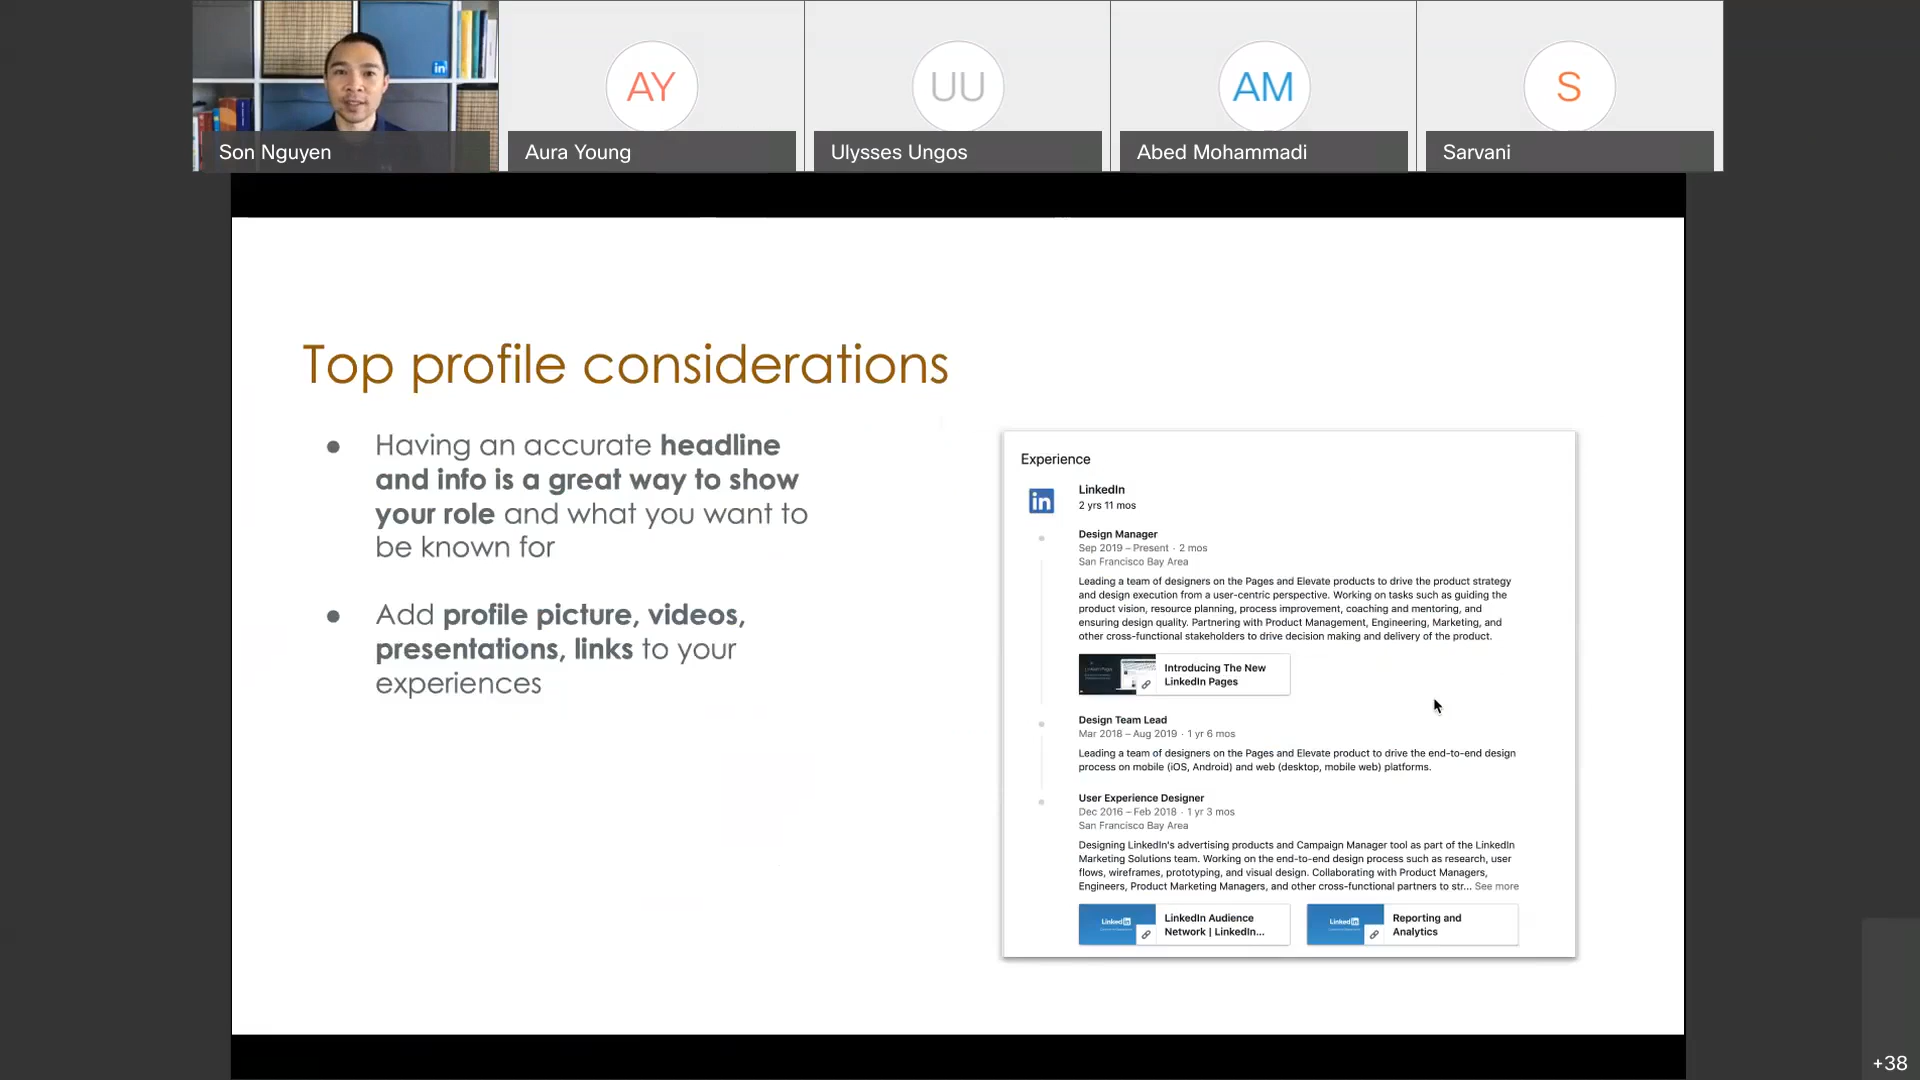 in
AY
UU
AM
S
Son Nguyen
Aura Young
Ulysses Ungos
Abed Mohammadi
Sarvani
Top profile considerations
● Having an accurate headline
and info is a great way to show
your role and what you want to
be known for
● Add profile picture, videos,
presentations, links to your
experiences
Experience
in
LinkedIn
2 yrs 11 mos
Design Manager
Sep 2019 – Present · 2 mos
San Francisco Bay Area
Leading a team of designers on the Pages and Elevate products to drive the product strategy
and design execution from a user-centric perspective. Working on tasks such as guiding the
product vision, resource planning, process improvement, coaching and mentoring, and
ensuring design quality. Partnering with Product Management, Engineering, Marketing, and
other cross-functional stakeholders to drive decision making and delivery of the product.
Introducing The New
LinkedIn Pages
Design Team Lead
Mar 2018 – Aug 2019 · 1 yr 6 mos
Leading a team of designers on the Pages and Elevate product to drive the end-to-end design
process on mobile (iOS, Android) and web (desktop, mobile web) platforms.
User Experience Designer
Dec 2016 – Feb 2018 · 1 yr 3 mos
San Francisco Bay Area
Designing LinkedIn's advertising products and Campaign Manager tool as part of the LinkedIn
Marketing Solutions team. Working on the end-to-end design process such as research, user
flows, wireframes, prototyping, and visual design. Collaborating with Product Managers,
Engineers, Product Marketing Managers, and other cross-functional partners to str... See more
Linkedin
LinkedIn Audience
Network | LinkedIn...
Linkedin
Reporting and
Analytics
+38